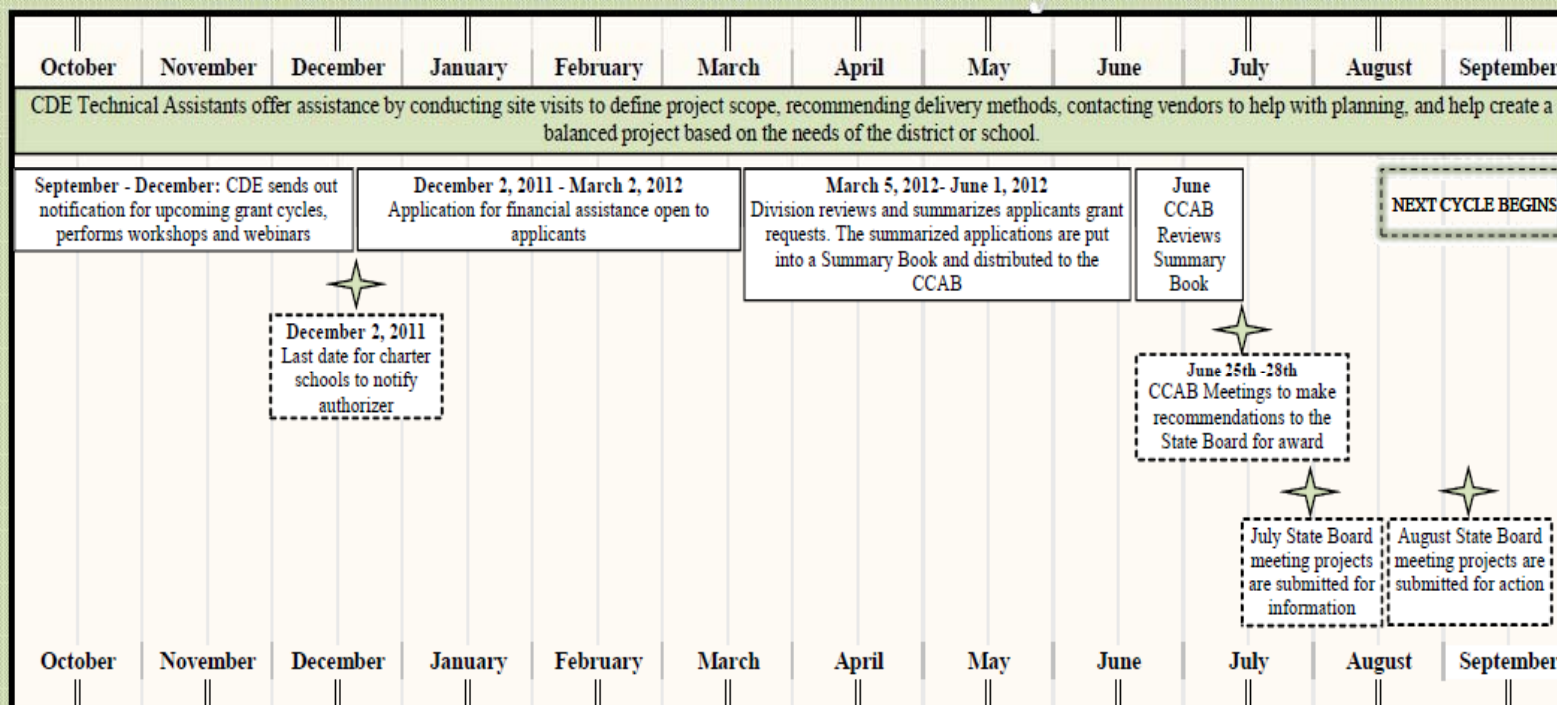 October November December January February March April May June July August September
CDE Technical Assistants offer assistance by conducting site visits to define project scope, recommending delivery methods, contacting vendors to help with planning, and help create a
balanced project based on the needs of the district or school.
September - December: CDE sends out
notification for upcoming grant cycles,
performs workshops and webinars
December 2, 2011 - March 2, 2012
Application for financial assistance open to
applicants
March 5, 2012- June 1, 2012
Division reviews and summarizes applicants grant
requests. The summarized applications are put
into a Summary Book and distributed to the
CCAB
June
CCAB
Reviews
Summary
Book
NEXT CYCLE BEGINS
December 2, 2011
Last date for charter
schools to notify
authorizer
June 25th -28th
CCAB Meetings to make
recommendations to the
State Board for award
July State Board
meeting projects
are submitted for
information
August State Board
meeting projects are
submitted for action
October November December January February March April May June July August September